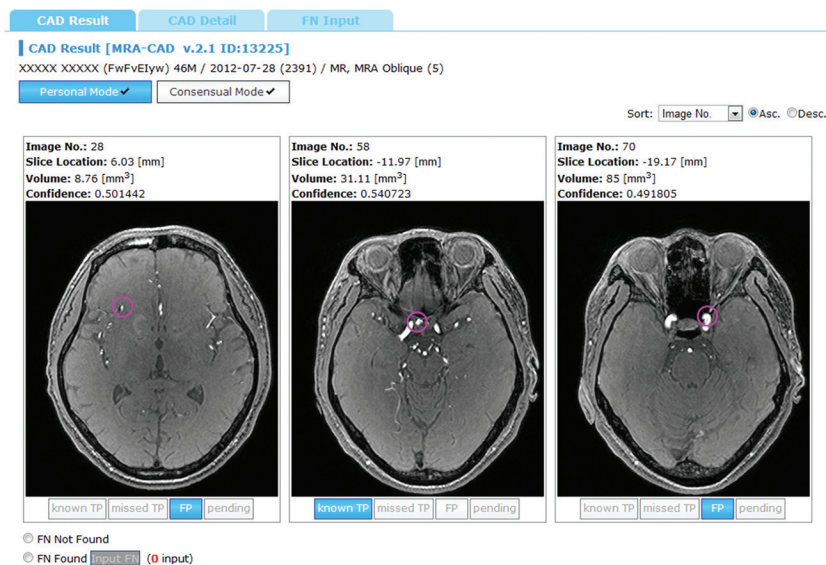 CAD Result CAD Detail FN Input
CAD Result [MRA-CAD v.2.1 ID:13225]
XXXXX XXXXX (FwFvEIyw) 46M / 2012-07-28 (2391) / MR, MRA Oblique (5)
Personal Mode✔ Consensual Mode✔
Sort: Image No. Asc. Desc.
Image No.: 28
Slice Location: 6.03 [mm]
Volume: 8.76 [mm³]
Confidence: 0.501442
known TP missed TP FP pending
Image No.: 58
Slice Location: -11.97 [mm]
Volume: 31.11 [mm³]
Confidence: 0.540723
known TP missed TP FP pending
Image No.: 70
Slice Location: -19.17 [mm]
Volume: 85 [mm³]
Confidence: 0.491805
known TP missed TP FP pending
FN Not Found
FN Found Input FN (0 input)